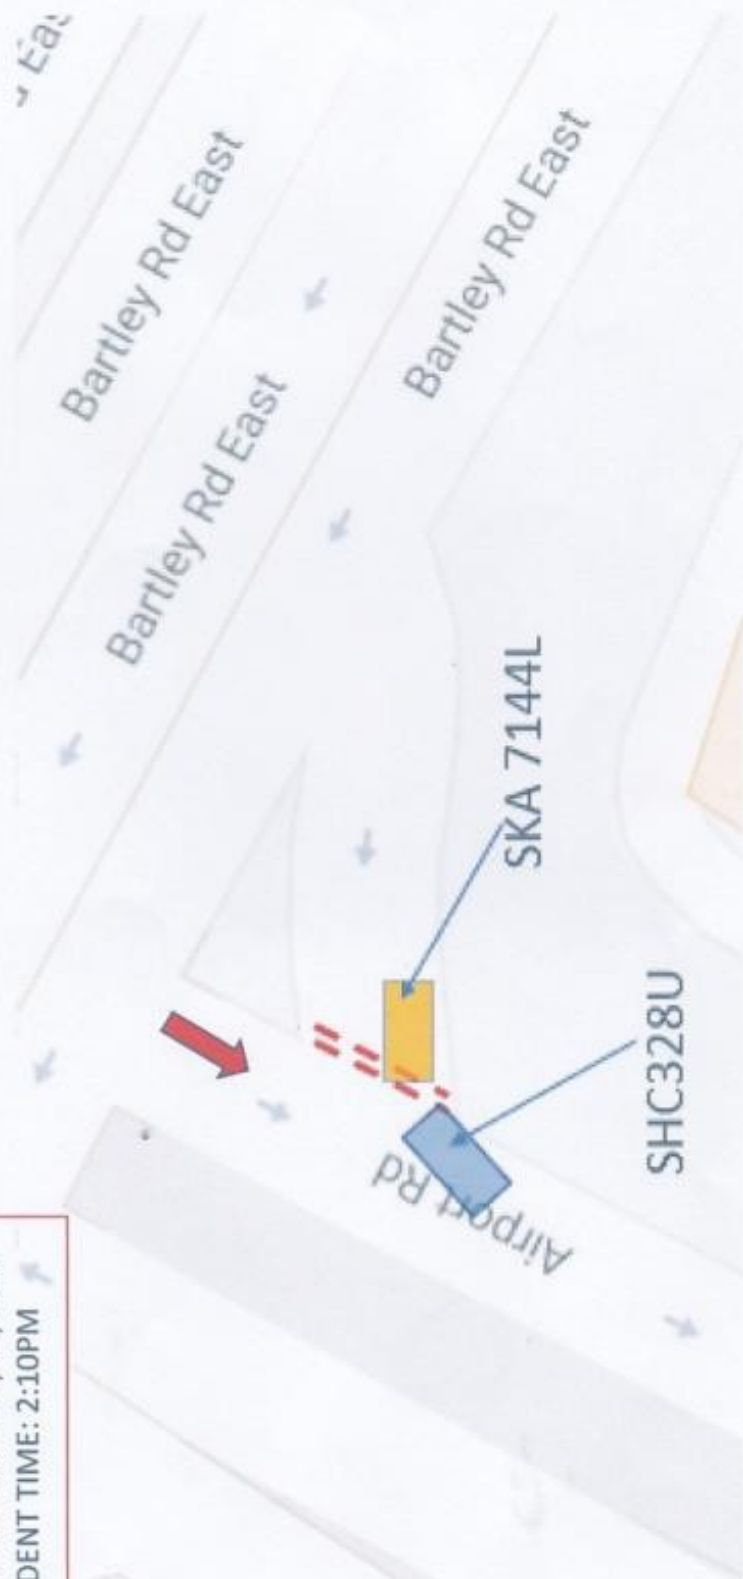 Bartley Rd East
Bartley Rd East
Bartley Rd East
SKA 7144L
SHC328U
Airport Rd
DENT TIME: 2:10PM